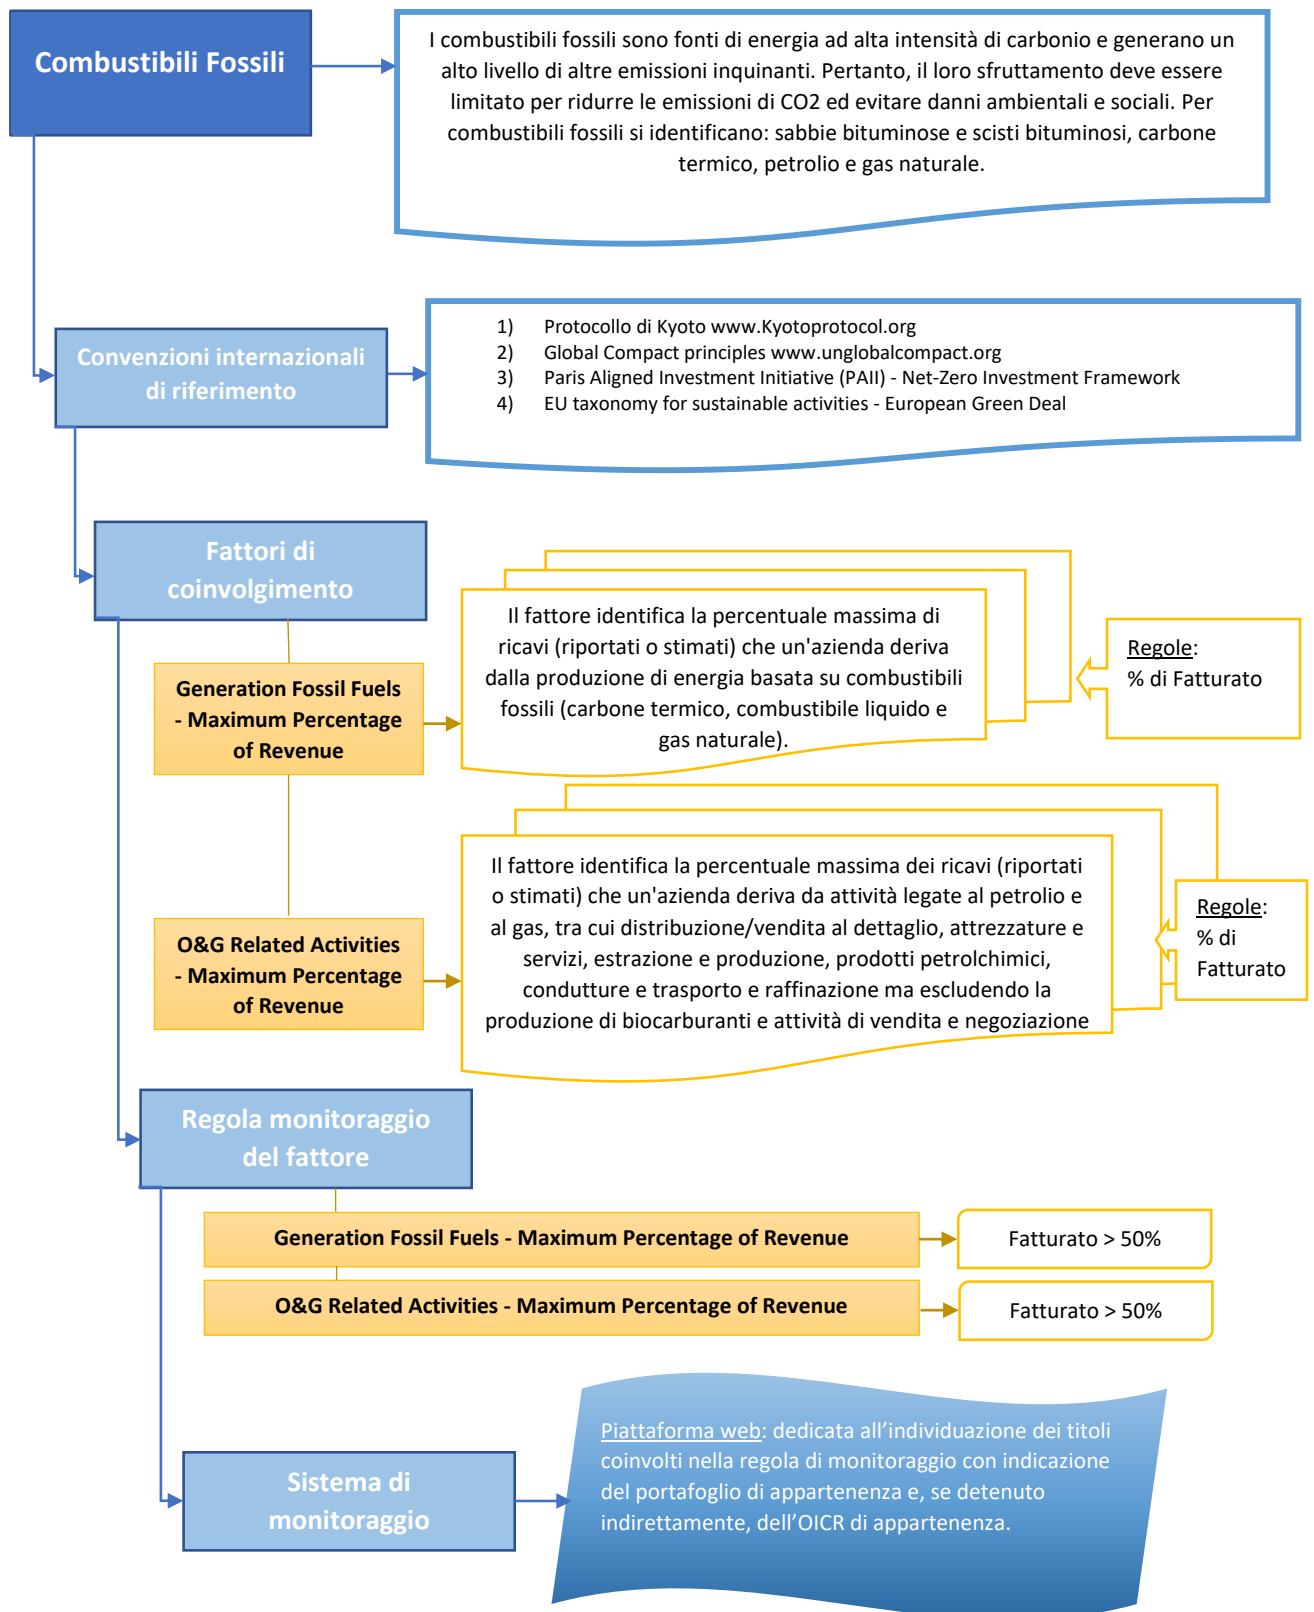 Combustibili Fossili
I combustibili fossili sono fonti di energia ad alta intensità di carbonio e generano un
alto livello di altre emissioni inquinanti. Pertanto, il loro sfruttamento deve essere
limitato per ridurre le emissioni di CO2 ed evitare danni ambientali e sociali. Per
combustibili fossili si identificano: sabbie bituminose e scisti bituminosi, carbone
termico, petrolio e gas naturale.
Convenzioni internazionali
di riferimento
1) Protocollo di Kyoto www.Kyotoprotocol.org
2) Global Compact principles www.unglobalcompact.org
3) Paris Aligned Investment Initiative (PAII) - Net-Zero Investment Framework
4) EU taxonomy for sustainable activities - European Green Deal
Fattori di
coinvolgimento
Generation Fossil Fuels
- Maximum Percentage
of Revenue
Il fattore identifica la percentuale massima di
ricavi (riportati o stimati) che un'azienda deriva
dalla produzione di energia basata su combustibili
fossili (carbone termico, combustibile liquido e
gas naturale).
Regole:
% di Fatturato
O&G Related Activities
- Maximum Percentage
of Revenue
Il fattore identifica la percentuale massima dei ricavi (riportati
o stimati) che un'azienda deriva da attività legate al petrolio e
al gas, tra cui distribuzione/vendita al dettaglio, attrezzature e
servizi, estrazione e produzione, prodotti petrolchimici,
condutture e trasporto e raffinazione ma escludendo la
produzione di biocarburanti e attività di vendita e negoziazione
Regole:
% di
Fatturato
Regola monitoraggio
del fattore
Generation Fossil Fuels - Maximum Percentage of Revenue
Fatturato > 50%
O&G Related Activities - Maximum Percentage of Revenue
Fatturato > 50%
Sistema di
monitoraggio
Piattaforma web: dedicata all’individuazione dei titoli
coinvolti nella regola di monitoraggio con indicazione
del portafoglio di appartenenza e, se detenuto
indirettamente, dell’OICR di appartenenza.